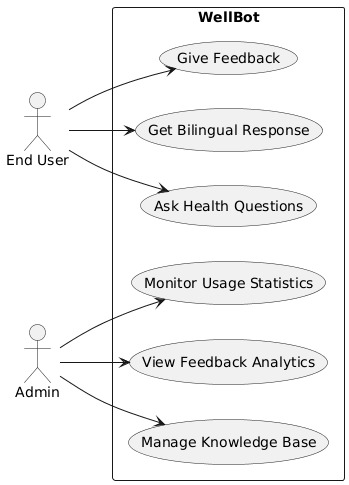 WellBot
Give Feedback
Get Bilingual Response
End User
Ask Health Questions
Monitor Usage Statistics
View Feedback Analytics
Admin
Manage Knowledge Base